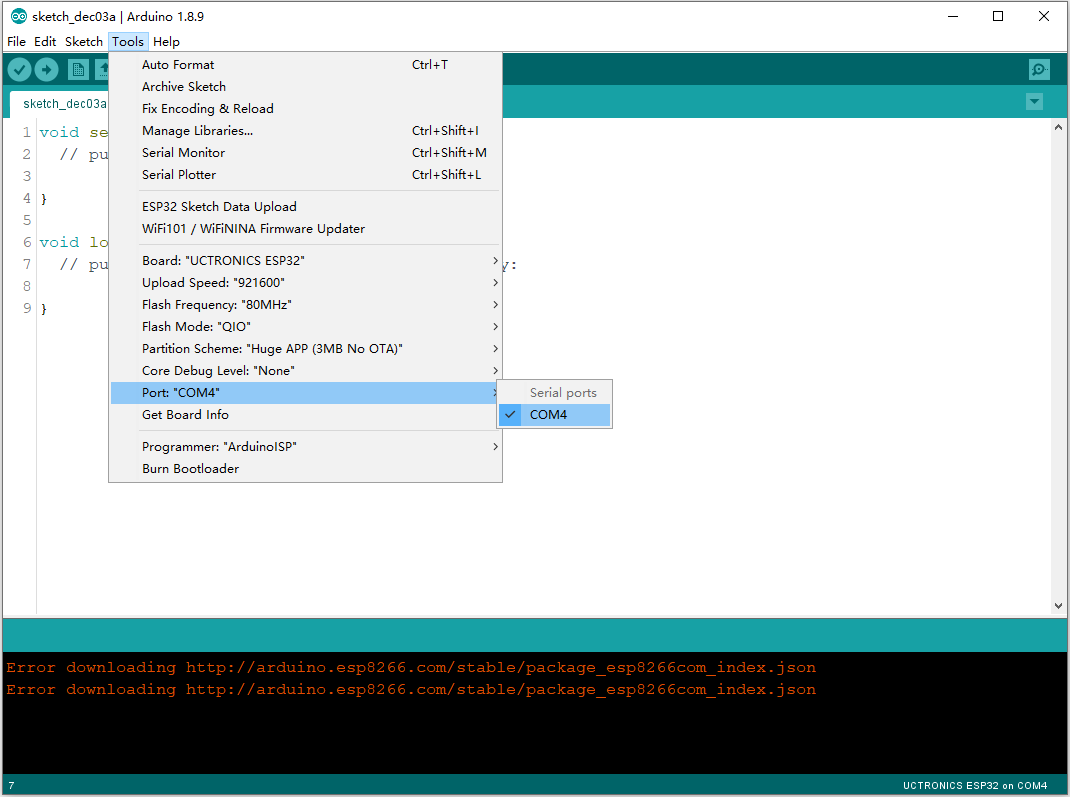 sketch_dec03a | Arduino 1.8.9
File Edit Sketch Tools Help
Auto Format Ctrl+T
Archive Sketch
Fix Encoding & Reload
Manage Libraries... Ctrl+Shift+I
Serial Monitor Ctrl+Shift+M
Serial Plotter Ctrl+Shift+L
ESP32 Sketch Data Upload
WiFi101 / WiFiNINA Firmware Updater
Board: "UCTRONICS ESP32"
Upload Speed: "921600"
Flash Frequency: "80MHz"
Flash Mode: "QIO"
Partition Scheme: "Huge APP (3MB No OTA)"
Core Debug Level: "None"
Port: "COM4"
Get Board Info
Programmer: "ArduinoISP"
Burn Bootloader
Serial ports
COM4
sketch_dec03a
1 void se
2 // pu
3
4 }
5
6 void lo
7 // pu y:
8
9 }
Error downloading http://arduino.esp8266.com/stable/package_esp8266com_index.json
Error downloading http://arduino.esp8266.com/stable/package_esp8266com_index.json
7 UCTRONICS ESP32 on COM4